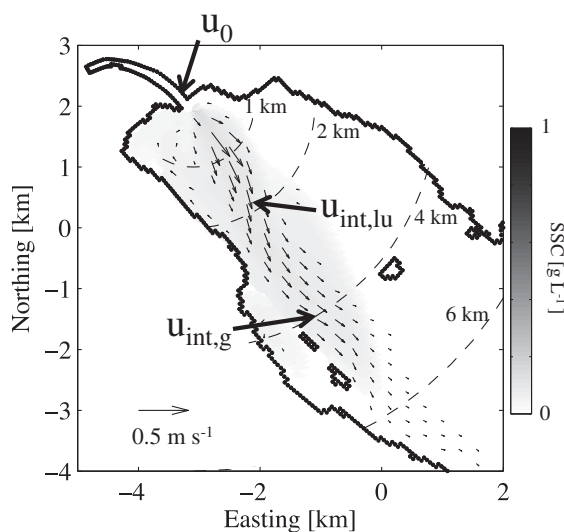 u0
3
2
1
0
−1
−2
−3
−4
Northing [km]
1 km
2 km
4 km
6 km
uint,lu
uint,g
0.5 m s-1
−4
−2
0
2
Easting [km]
1
0
SSC [g L-1]